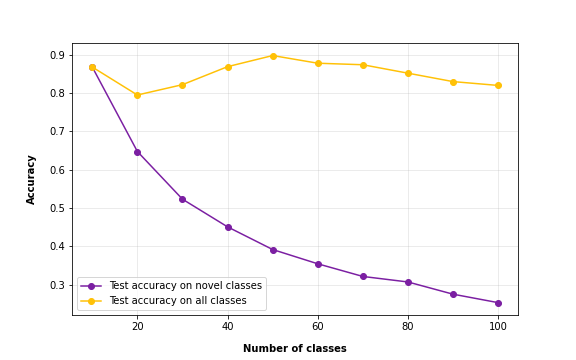 0.9
0.8
0.7
0.6
0.5
0.4
0.3
Accuracy
Test accuracy on novel classes
Test accuracy on all classes
20 40 60 80 100
Number of classes